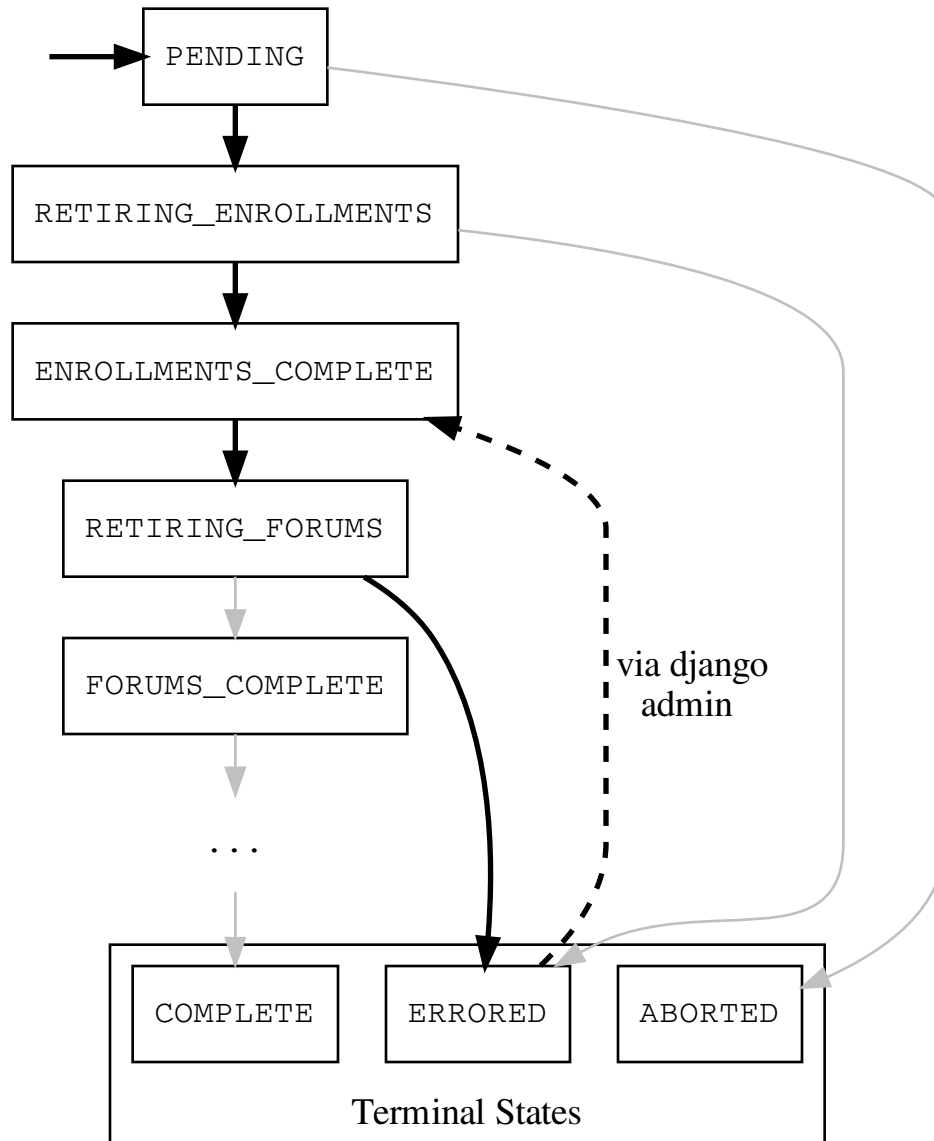 PENDING
RETIRING_ENROLLMENTS
ENROLLMENTS_COMPLETE
RETIRING_FORUMS
FORUMS_COMPLETE
via django
admin
...
COMPLETE
ERRORED
ABORTED
Terminal States